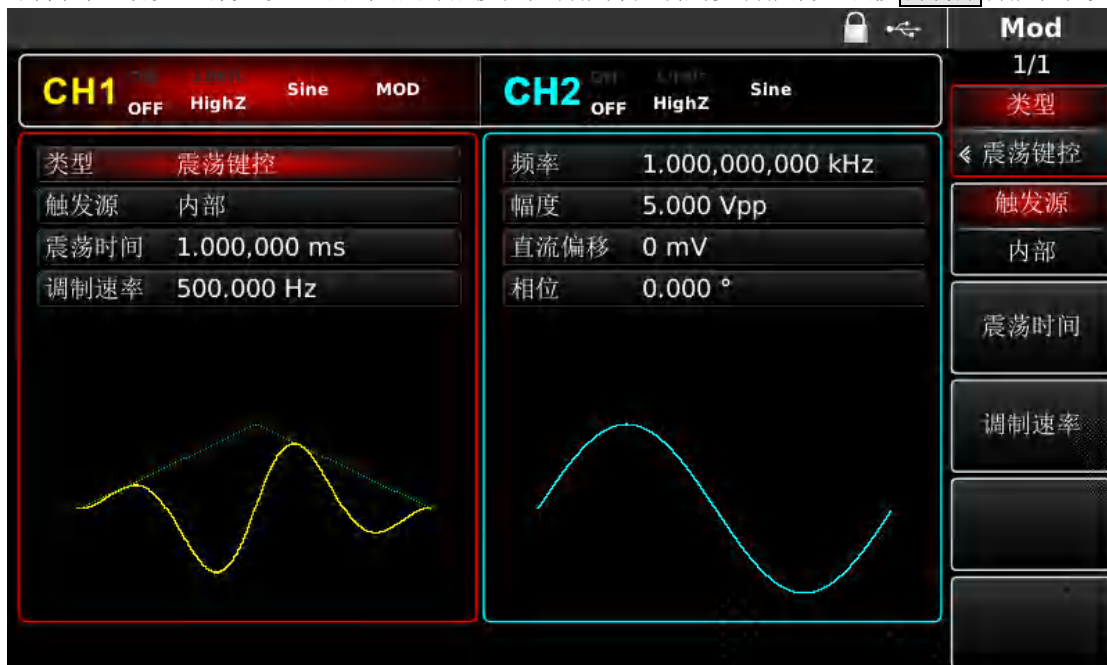 Mod
1/1
CH1 OFF HighZ Sine MOD
CH2 OFF HighZ Sine
类型 震荡键控
触发源 内部
震荡时间 1.000,000 ms
调制速率 500.000 Hz
频率 1.000,000,000 kHz
幅度 5.000 Vpp
直流偏移 0 mV
相位 0.000 °
类型
震荡键控
触发源
内部
震荡时间
调制速率